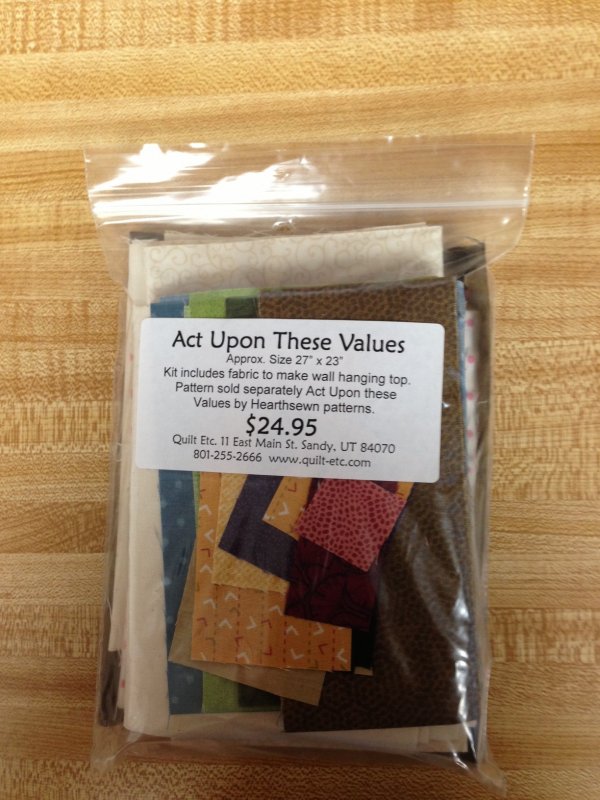 Act Upon These Values
Approx. Size 27" x 23"
Kit includes fabric to make wall hanging top.
Pattern sold separately Act Upon these
Values by Hearthsewn patterns.
$24.95
Quilt Etc. 11 East Main St. Sandy, UT 84070
801-255-2666 www.quilt-etc.com